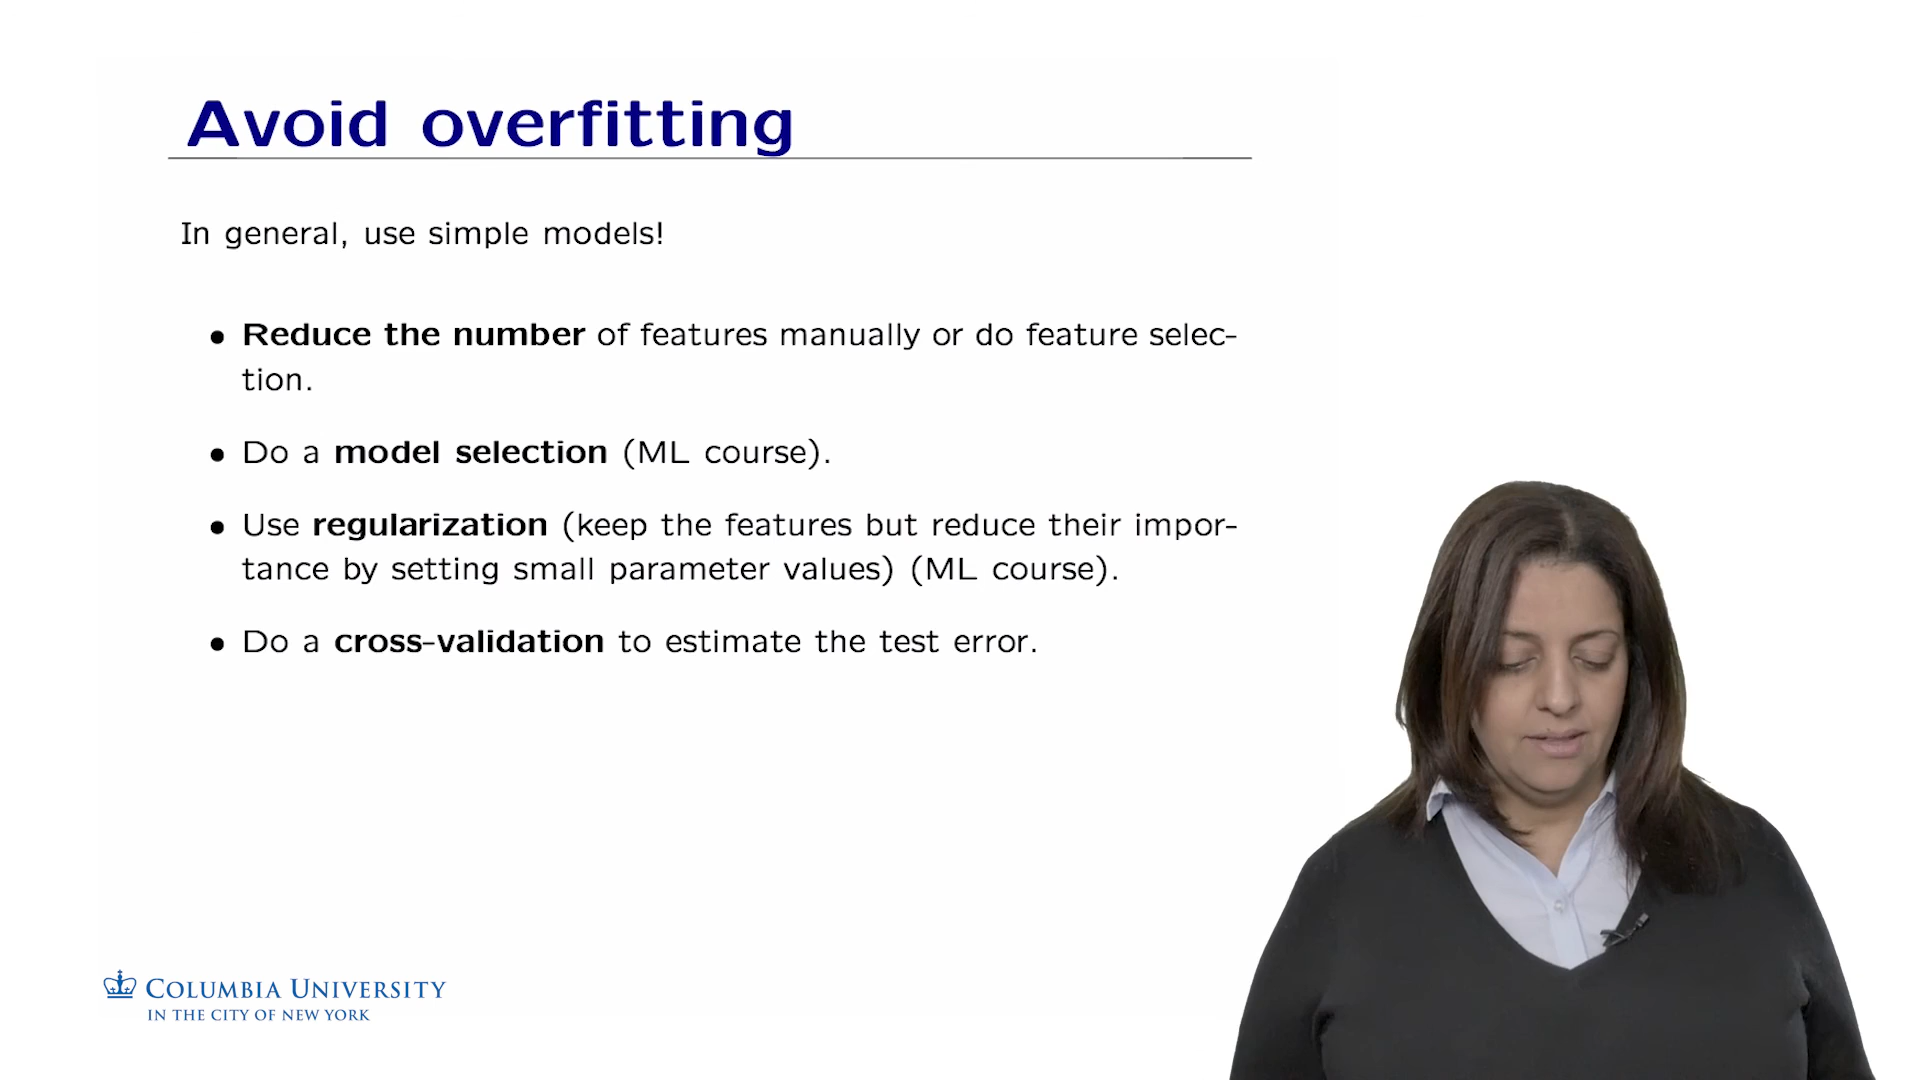 Avoid overfitting
In general, use simple models!
• Reduce the number of features manually or do feature selec-
tion.
• Do a model selection (ML course).
• Use regularization (keep the features but reduce their impor-
tance by setting small parameter values) (ML course).
• Do a cross-validation to estimate the test error.
COLUMBIA UNIVERSITY
IN THE CITY OF NEW YORK